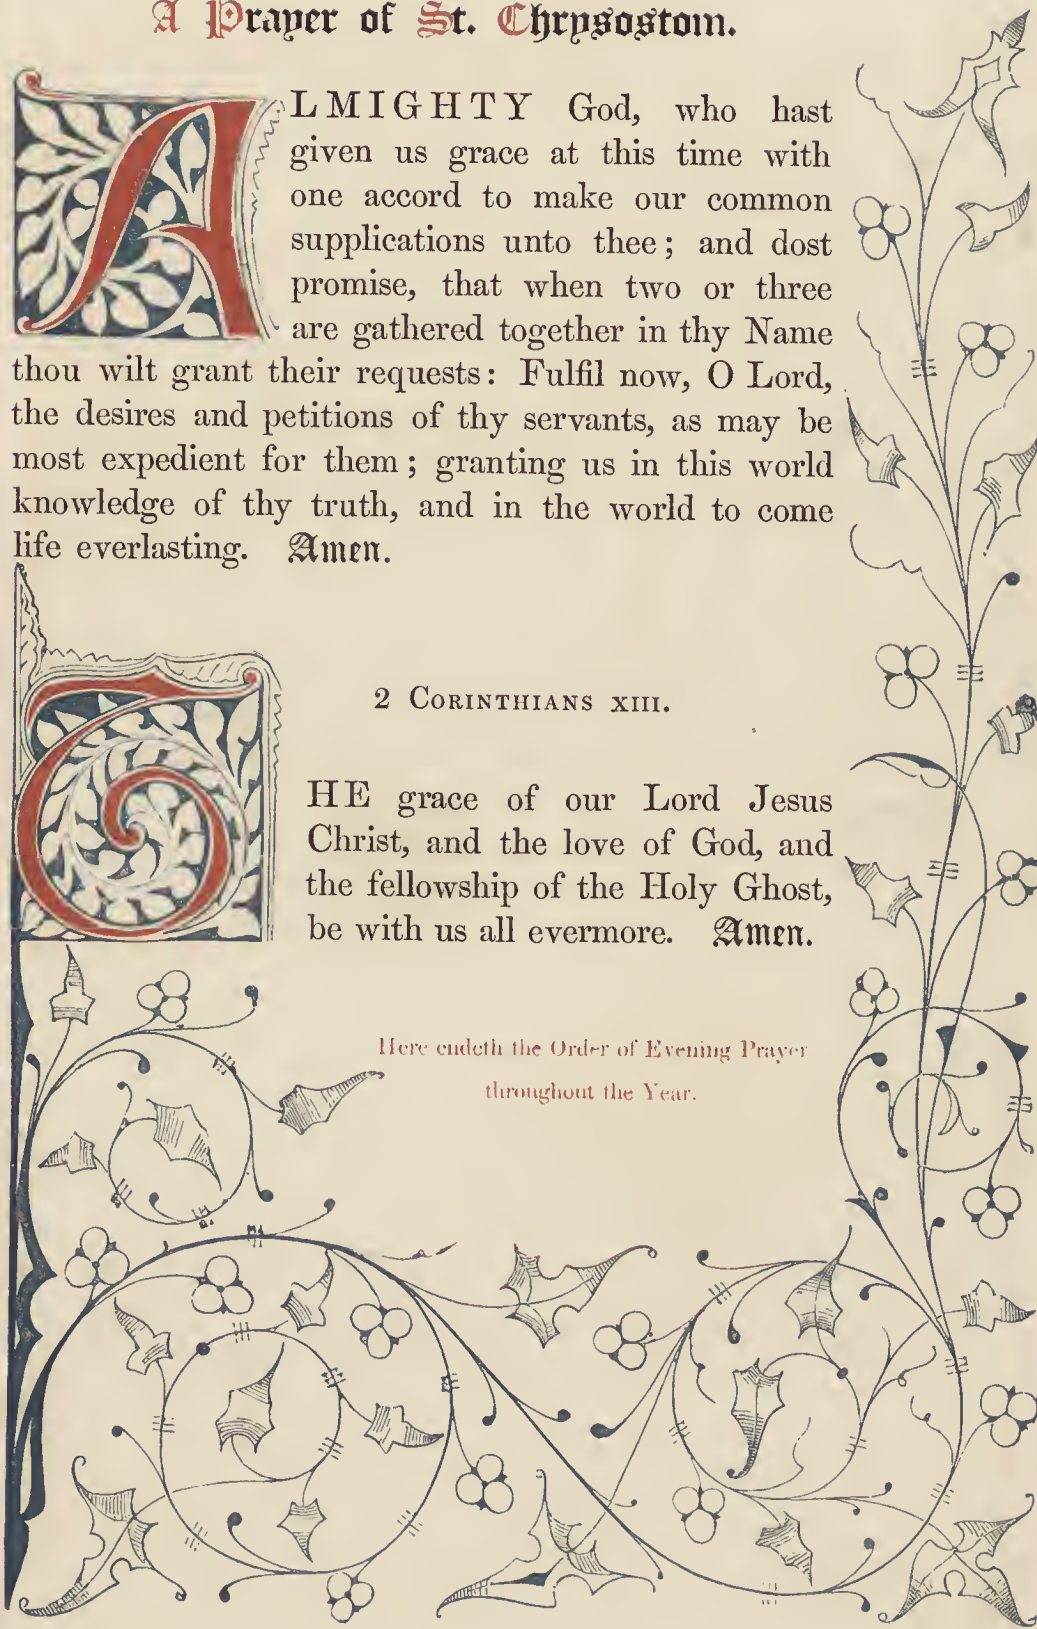 A Prayer of St. Chrysostom.
ALMIGHTY God, who hast
given us grace at this time with
one accord to make our common
supplications unto thee; and dost
promise, that when two or three
are gathered together in thy Name
thou wilt grant their requests: Fulfil now, O Lord,
the desires and petitions of thy servants, as may be
most expedient for them; granting us in this world
knowledge of thy truth, and in the world to come
life everlasting. Amen.
2 CORINTHIANS XIII.
THE grace of our Lord Jesus
Christ, and the love of God, and
the fellowship of the Holy Ghost,
be with us all evermore. Amen.
Here endeth the Order of Evening Prayer
throughout the Year.